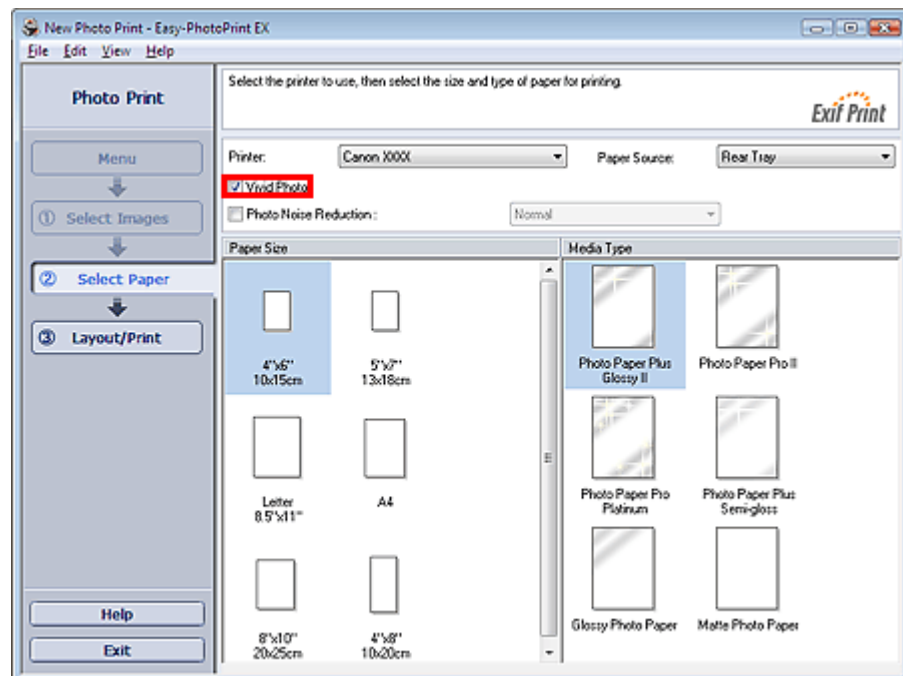 New Photo Print - Easy-PhotoPrint EX
File Edit View Help
Photo Print
Select the printer to use, then select the size and type of paper for printing.
Exif Print
Menu
① Select Images
② Select Paper
③ Layout/Print
Help
Exit
Printer: Canon XXXX Paper Source: Rear Tray
Vivid Photo
Photo Noise Reduction : Normal
Paper Size
4"x6"
10x15cm
5"x7"
13x18cm
Letter
8.5"x11"
A4
8"x10"
20x25cm
4"x8"
10x20cm
Media Type
Photo Paper Plus
Glossy II
Photo Paper Pro II
Photo Paper Pro
Platinum
Photo Paper Plus
Semi-gloss
Glossy Photo Paper
Matte Photo Paper